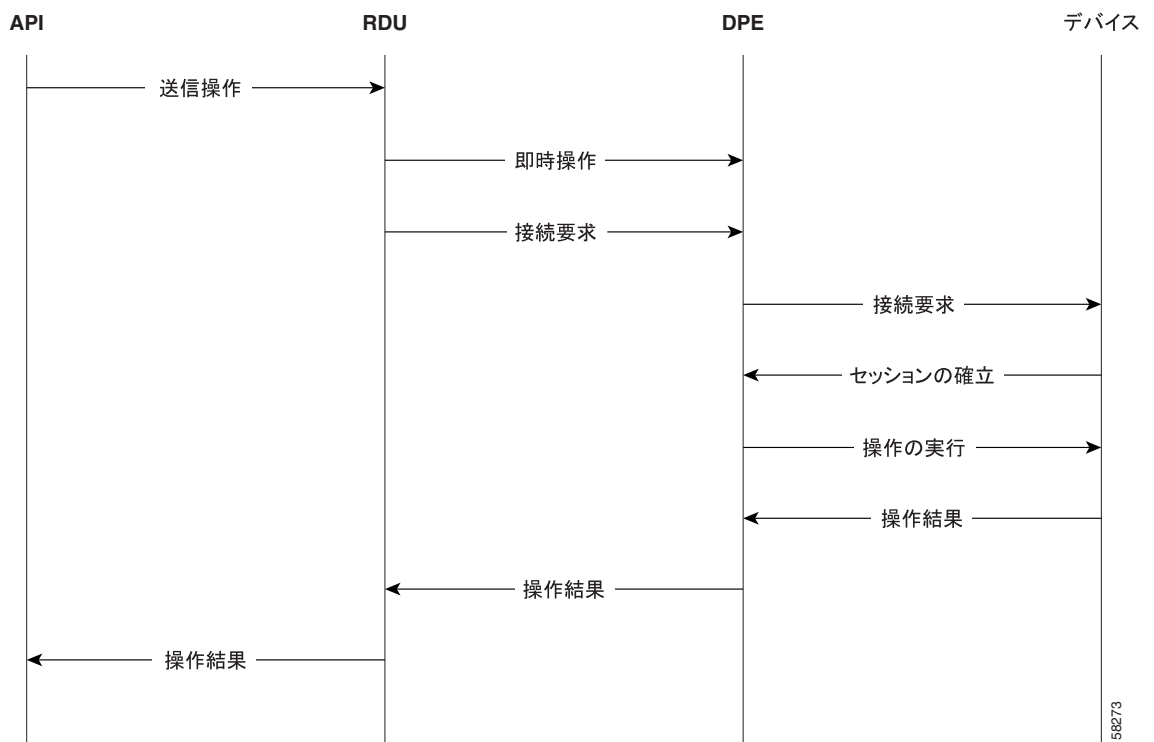 API
RDU
DPE
デバイス
送信操作
即時操作
接続要求
接続要求
セッションの確立
操作の実行
操作結果
操作結果
操作結果
58273